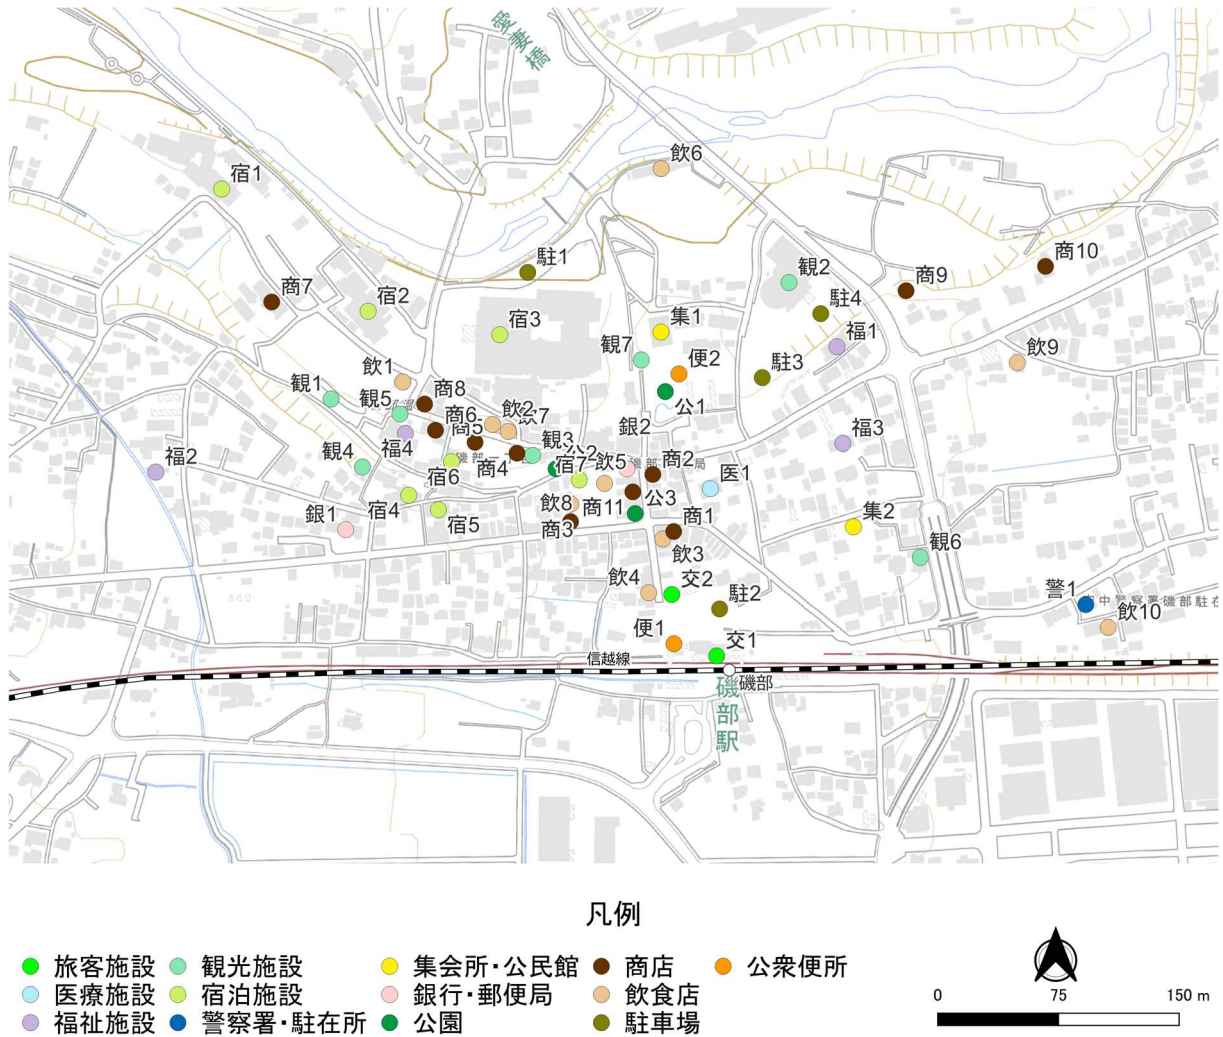 愛妻橋
飲6
宿1
駐1
観2
商10
商7
商9
宿2
駐4
宿3
集1
福1
観7
便2
飲9
飲1
駐3
観1
商8
公1
観5
商6
飲2
飲7
銀2
商5
福4
観3
福3
観4
公2
福2
宿6
商4
宿7
飲5
商2
医1
宿4
飲8
商11
公3
銀1
宿5
商3
商1
集2
飲3
観6
飲4
交2
駐2
警1
中警察署磯部駐在
飲10
便1
交1
信越線
磯部
磯部駅
凡例
旅客施設
観光施設
集会所・公民館
商店
公衆便所
医療施設
宿泊施設
銀行・郵便局
飲食店
福祉施設
警察署・駐在所
公園
駐車場
0 75 150 m